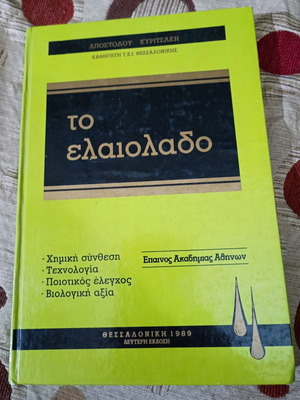 ΑΠΟΣΤΟΛΟΥ ΚΥΡΙΤΣΑΚΗ
ΚΑΘΗΓΗΤΗ Τ.Ε.Ι. ΘΕΣΣΑΛΟΝΙΚΗΣ
το
ελαιολαδο
· Χημική σύνθεση
· Τεχνολογία
· Ποιοτικός έλεγχος
· Βιολογική αξία
Επαινος Ακαδημιας Αθηνων
ΘΕΣΣΑΛΟΝΙΚΗ 1989
ΔΕΥΤΕΡΗ ΕΚΔΟΣΗ